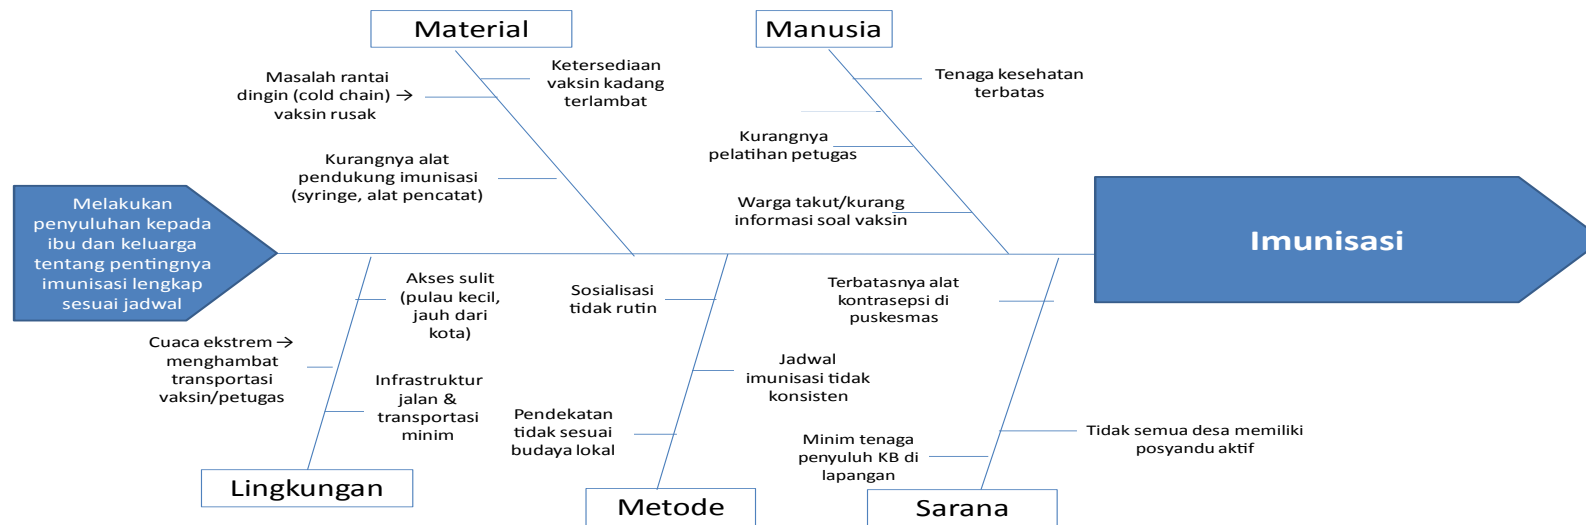 Material
Manusia
Masalah rantai
dingin (cold chain) →
vaksin rusak
Ketersediaan
vaksin kadang
terlambat
Tenaga kesehatan
terbatas
Kurangnya
pelatihan petugas
Kurangnya alat
pendukung imunisasi
(syringe, alat pencatat)
Warga takut/kurang
informasi soal vaksin
Melakukan
penyuluhan kepada
ibu dan keluarga
tentang pentingnya
imunisasi lengkap
sesuai jadwal
Imunisasi
Akses sulit
(pulau kecil,
jauh dari
kota)
Sosialisasi
tidak rutin
Terbatasnya alat
kontrasepsi di
puskesmas
Cuaca ekstrem →
menghambat
transportasi
vaksin/petugas
Infrastruktur
jalan &
transportasi
minim
Jadwal
imunisasi tidak
konsisten
Pendekatan
tidak sesuai
budaya lokal
Minim tenaga
penyuluh KB di
lapangan
Tidak semua desa memiliki
posyandu aktif
Lingkungan
Metode
Sarana